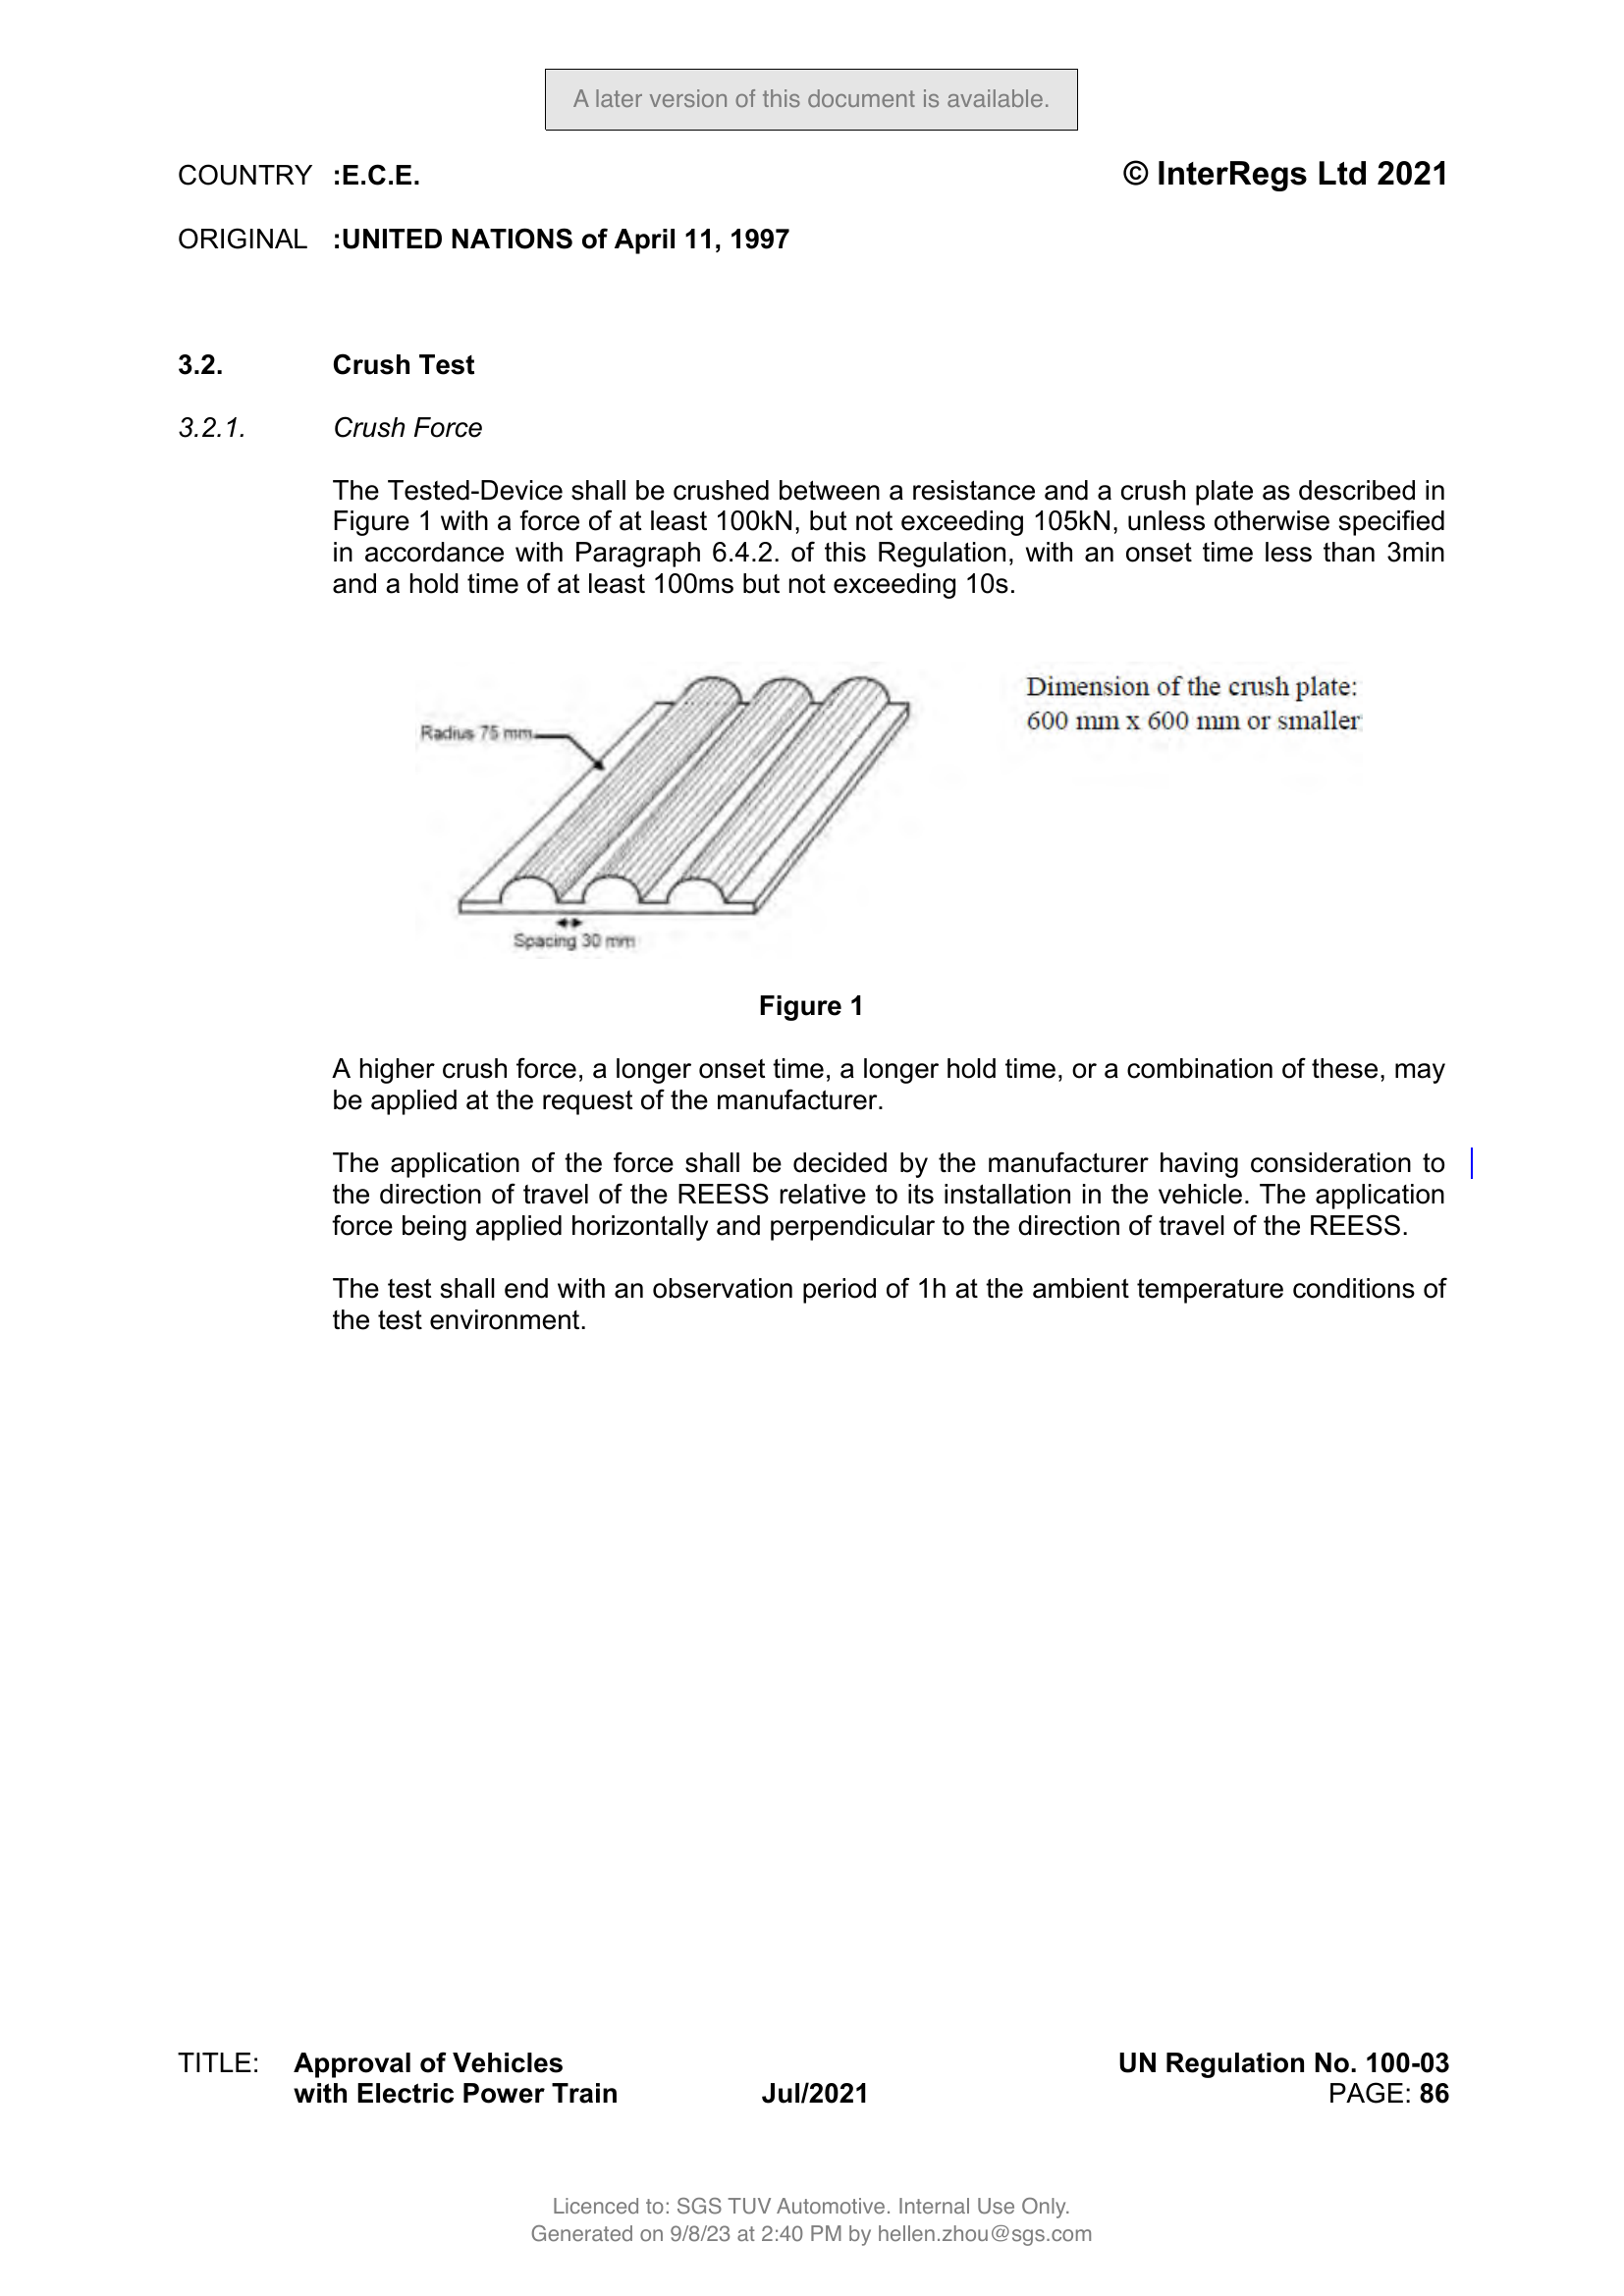 A later version of this document is available.
COUNTRY :E.C.E. © InterRegs Ltd 2021
ORIGINAL :UNITED NATIONS of April 11, 1997
3.2. Crush Test
3.2.1. Crush Force
The Tested-Device shall be crushed between a resistance and a crush plate as described in
Figure 1 with a force of at least 100kN, but not exceeding 105kN, unless otherwise specified
in accordance with Paragraph 6.4.2. of this Regulation, with an onset time less than 3min
and a hold time of at least 100ms but not exceeding 10s.
Dimension of the crush plate:
600 mm x 600 mm or smaller
Radius 75 mm
Spacing 30 mm
Figure 1
A higher crush force, a longer onset time, a longer hold time, or a combination of these, may
be applied at the request of the manufacturer.
The application of the force shall be decided by the manufacturer having consideration to
the direction of travel of the REESS relative to its installation in the vehicle. The application
force being applied horizontally and perpendicular to the direction of travel of the REESS.
The test shall end with an observation period of 1h at the ambient temperature conditions of
the test environment.
TITLE: Approval of Vehicles UN Regulation No. 100-03
with Electric Power Train Jul/2021 PAGE: 86
Licenced to: SGS TUV Automotive. Internal Use Only.
Generated on 9/8/23 at 2:40 PM by hellen.zhou@sgs.com